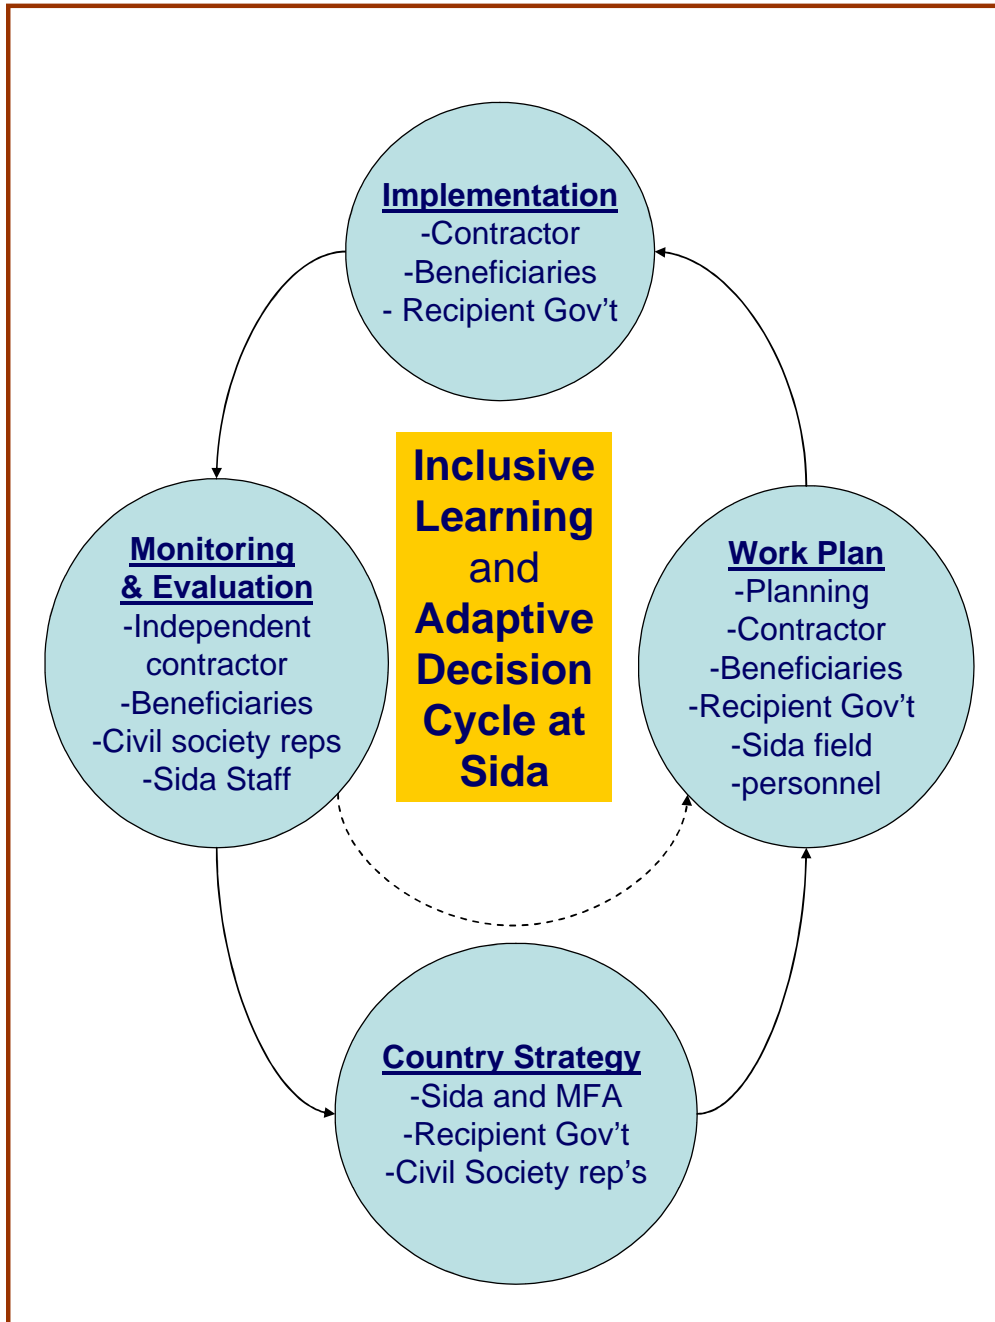 Implementation
-Contractor
-Beneficiaries
- Recipient Gov’t
Inclusive
Learning
and
Adaptive
Decision
Cycle at
Sida
Monitoring
& Evaluation
-Independent
contractor
-Beneficiaries
-Civil society reps
-Sida Staff
Work Plan
-Planning
-Contractor
-Beneficiaries
-Recipient Gov’t
-Sida field
-personnel
Country Strategy
-Sida and MFA
-Recipient Gov’t
-Civil Society rep’s